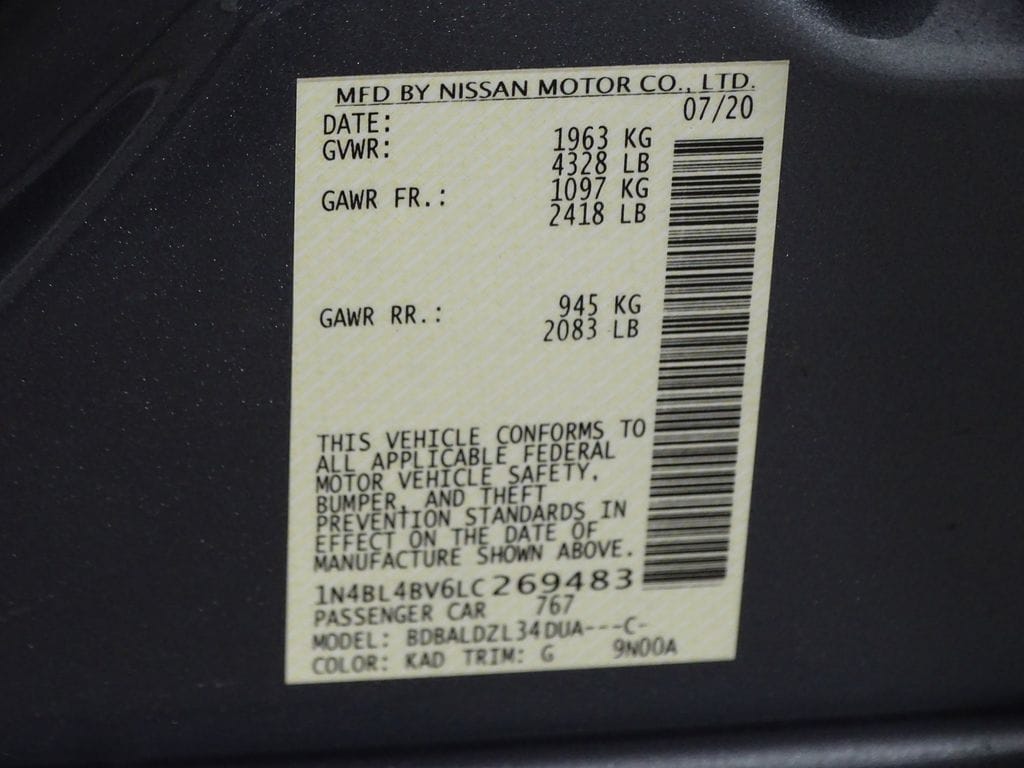 MFD BY NISSAN MOTOR CO., LTD.
DATE: 07/20
GVWR: 1963 KG
4328 LB
GAWR FR.: 1097 KG
2418 LB
GAWR RR.: 945 KG
2083 LB
THIS VEHICLE CONFORMS TO
ALL APPLICABLE FEDERAL
MOTOR VEHICLE SAFETY,
BUMPER, AND THEFT
PREVENTION STANDARDS IN
EFFECT ON THE DATE OF
MANUFACTURE SHOWN ABOVE.
1N4BL4BV6LC269483
PASSENGER CAR 767
MODEL: BDBALDZL34DUA---C-
COLOR: KAD TRIM: G 9N00A